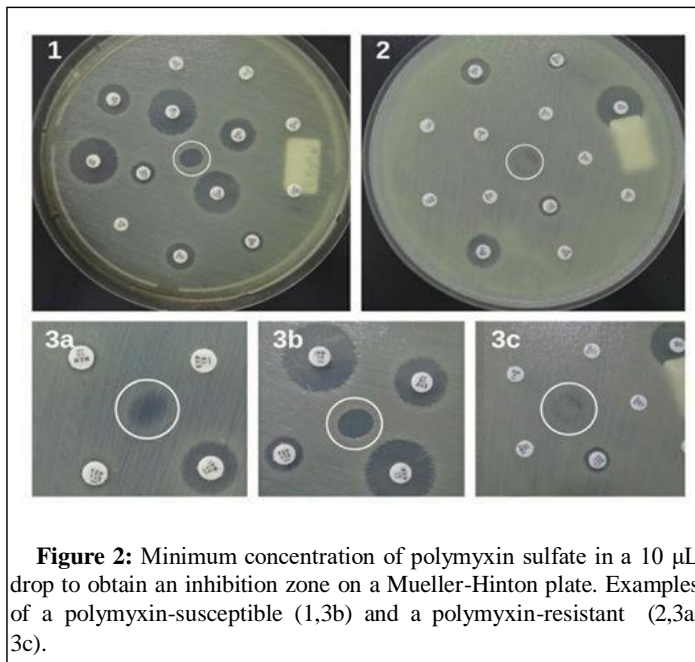 1
2
3a
3b
3c
Figure 2: Minimum concentration of polymyxin sulfate in a 10 μL
drop to obtain an inhibition zone on a Mueller-Hinton plate. Examples
of a polymyxin-susceptible (1,3b) and a polymyxin-resistant (2,3a
3c).